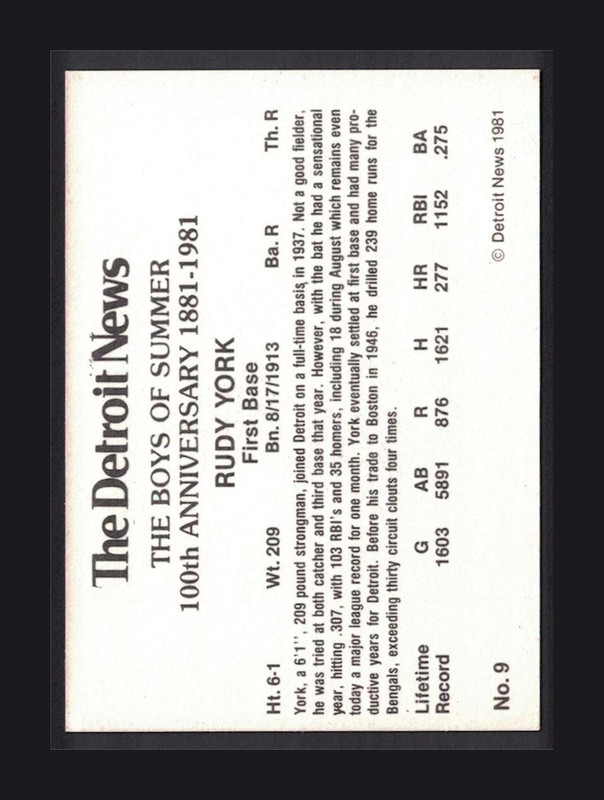 The Detroit News
THE BOYS OF SUMMER
100th ANNIVERSARY 1881-1981
RUDY YORK
First Base
Ht. 6-1 Wt. 209 Bn. 8/17/1913 Ba. R Th. R
York, a 6'1'', 209 pound strongman, joined Detroit on a full-time basis in 1937. Not a good fielder,
he was tried at both catcher and third base that year. However, with the bat he had a sensational
year, hitting .307, with 103 RBI's and 35 homers, including 18 during August which remains even
today a major league record for one month. York eventually settled at first base and had many pro-
ductive years for Detroit. Before his trade to Boston in 1946, he drilled 239 home runs for the
Bengals, exceeding thirty circuit clouts four times.
Lifetime G AB R H HR RBI BA
Record 1603 5891 876 1621 277 1152 .275
No. 9 © Detroit News 1981